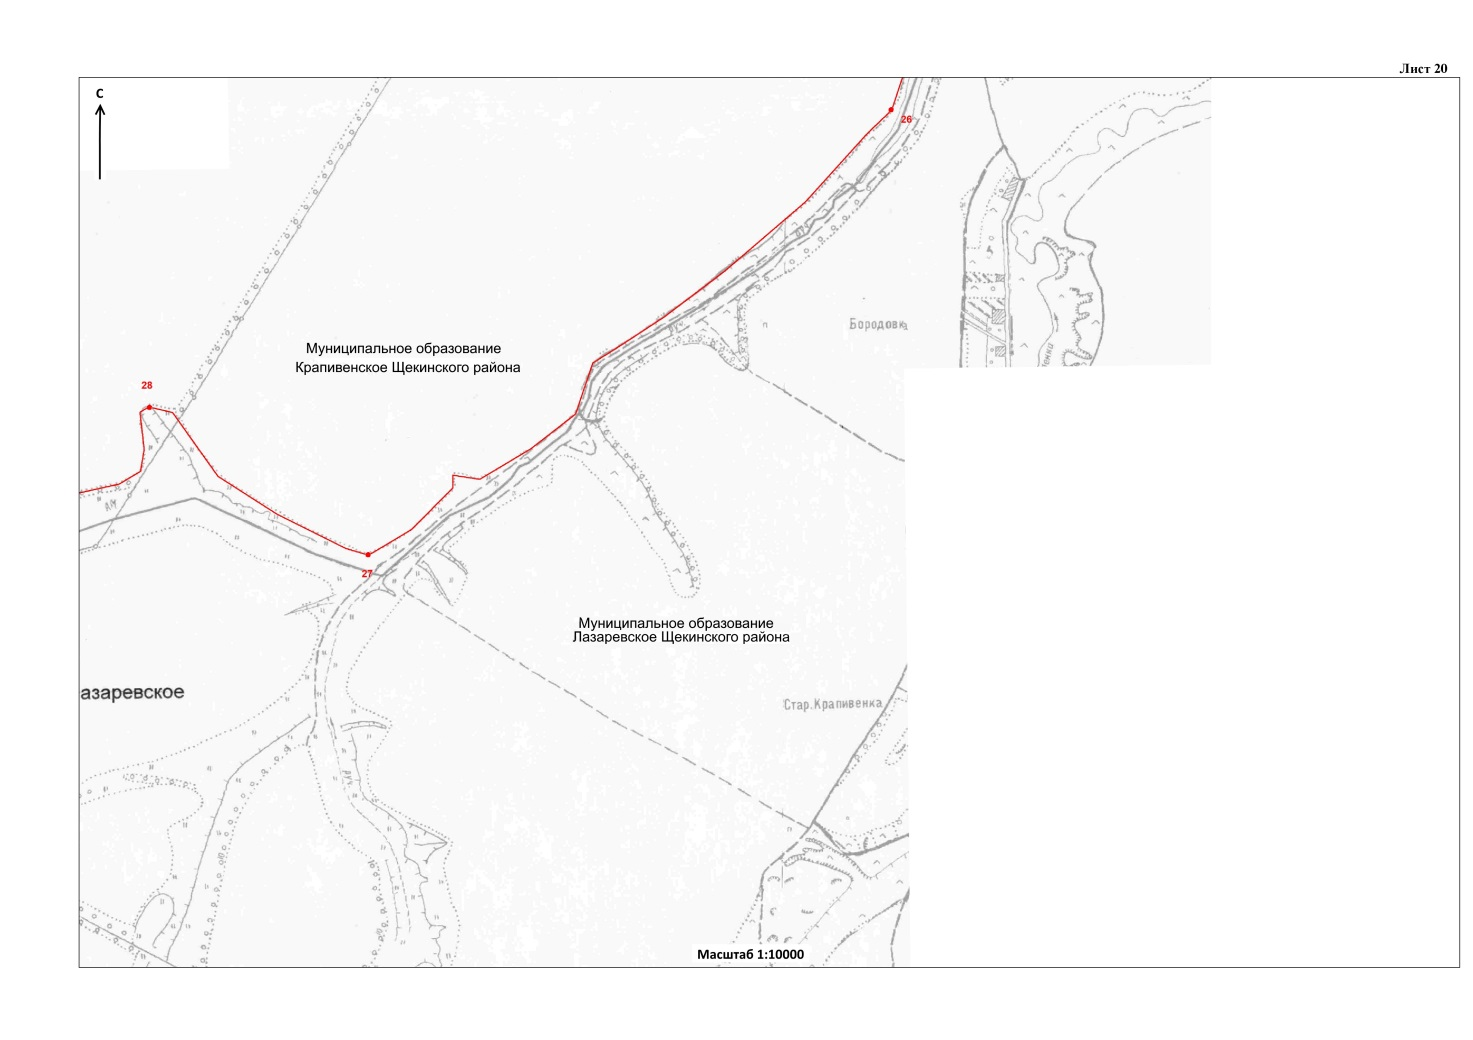 Лист 20
С
26
Бородовка
Муниципальное образование
Крапивенское Щекинского района
28
27
Муниципальное образование
Лазаревское Щекинского района
азаревское
Стар. Крапивенка
руч.
Масштаб 1:10000